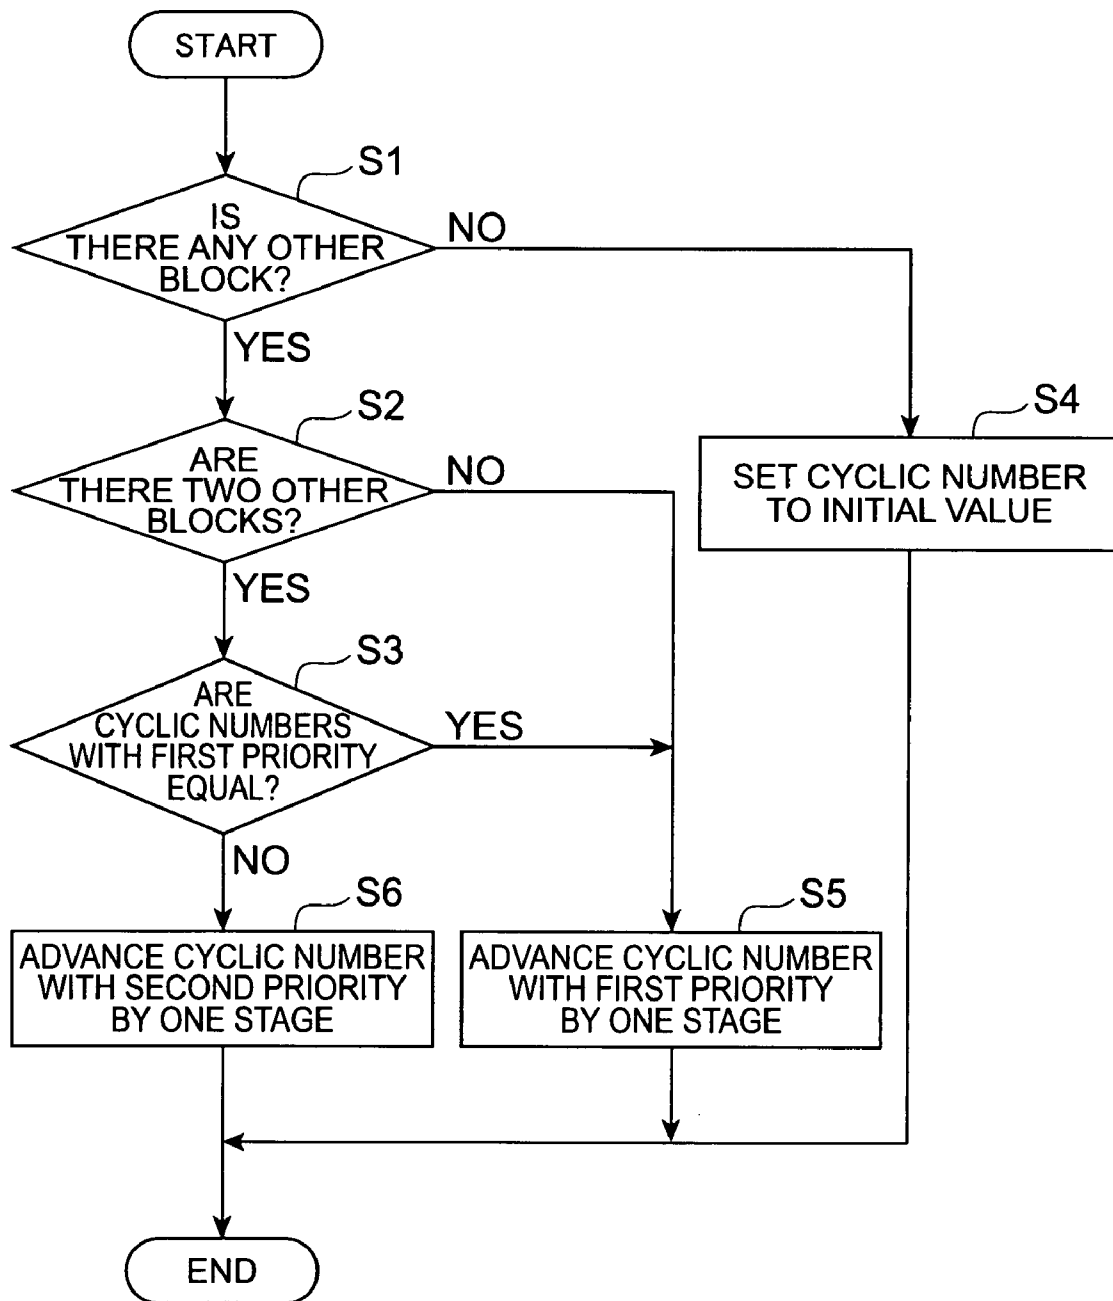 START
S1
IS
THERE ANY OTHER
BLOCK?
NO
YES
S2
ARE
THERE TWO OTHER
BLOCKS?
NO
YES
S4
SET CYCLIC NUMBER
TO INITIAL VALUE
S3
ARE
CYCLIC NUMBERS
WITH FIRST PRIORITY
EQUAL?
YES
NO
S6
ADVANCE CYCLIC NUMBER
WITH SECOND PRIORITY
BY ONE STAGE
S5
ADVANCE CYCLIC NUMBER
WITH FIRST PRIORITY
BY ONE STAGE
END